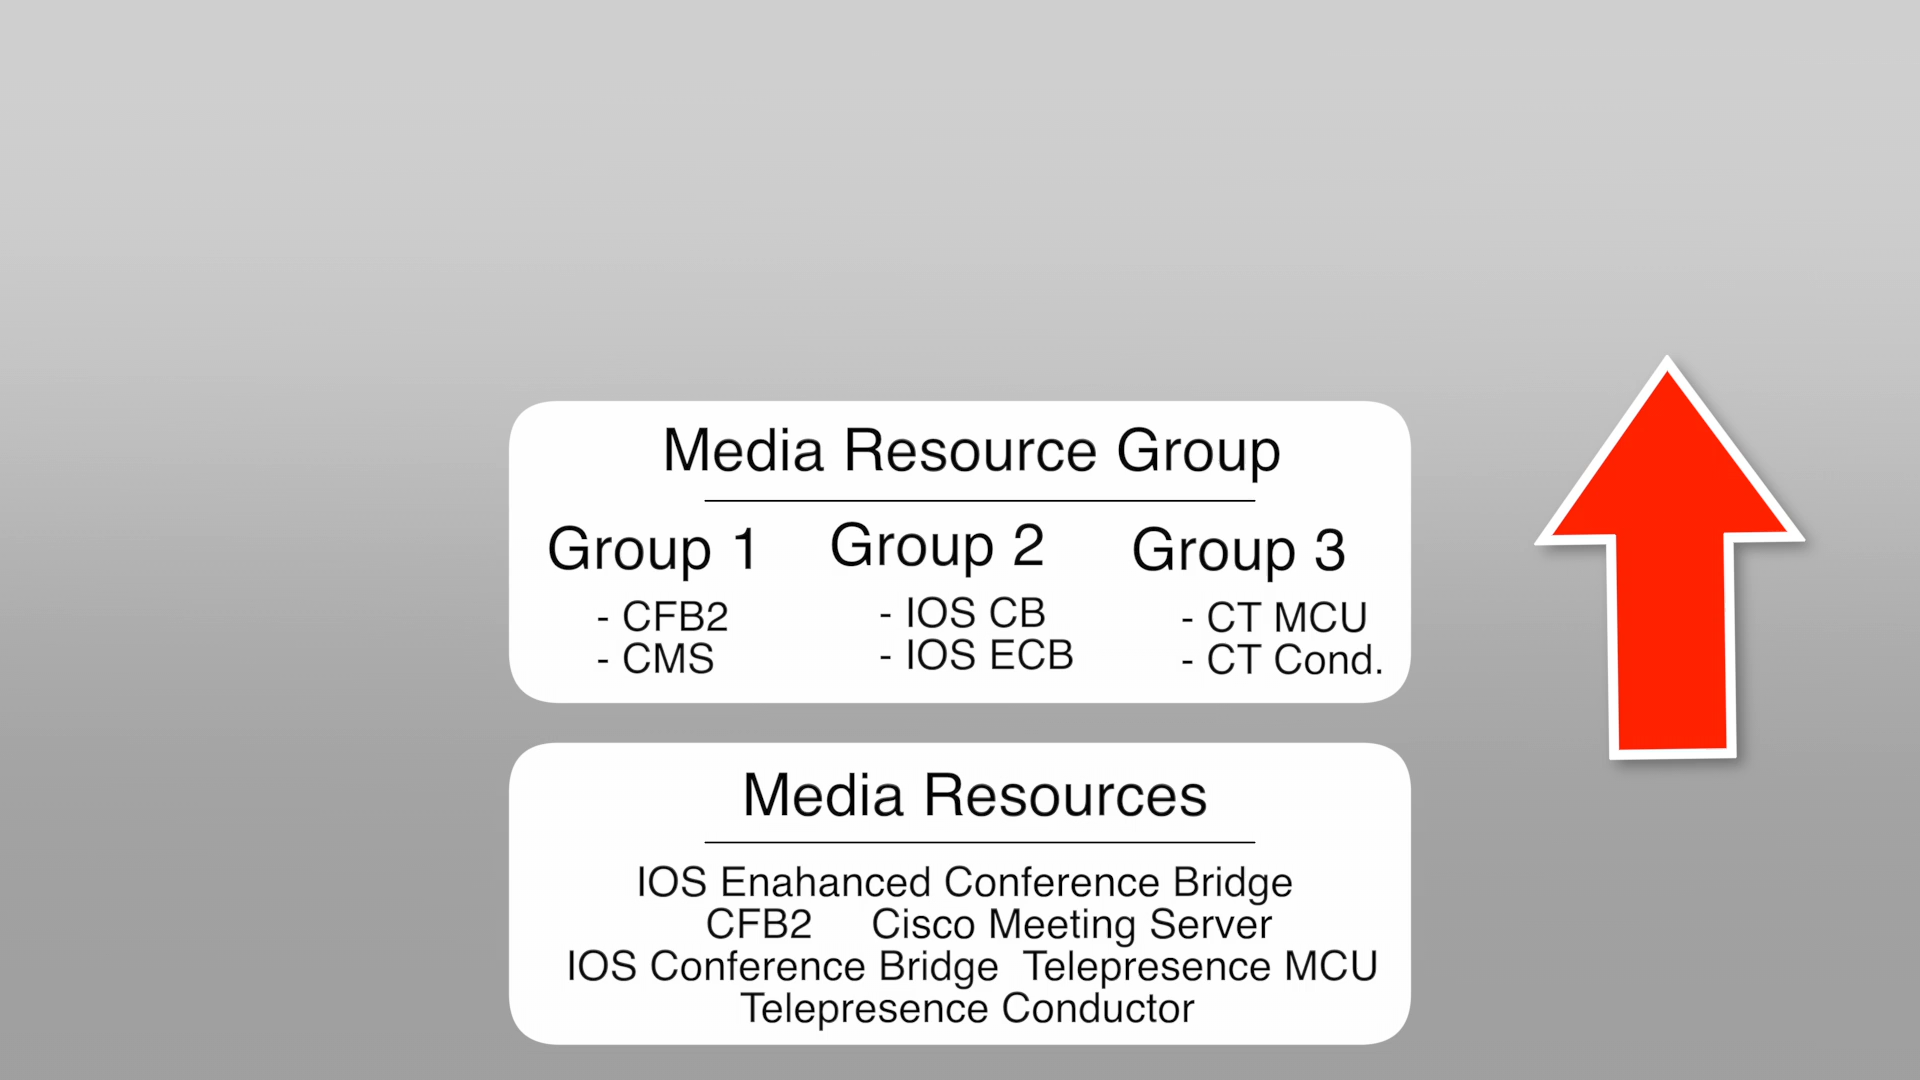 Media Resource Group
Group 1 Group 2 Group 3
- CFB2 - IOS CB - CT MCU
- CMS - IOS ECB - CT Cond.
Media Resources
IOS Enahanced Conference Bridge
CFB2 Cisco Meeting Server
IOS Conference Bridge Telepresence MCU
Telepresence Conductor